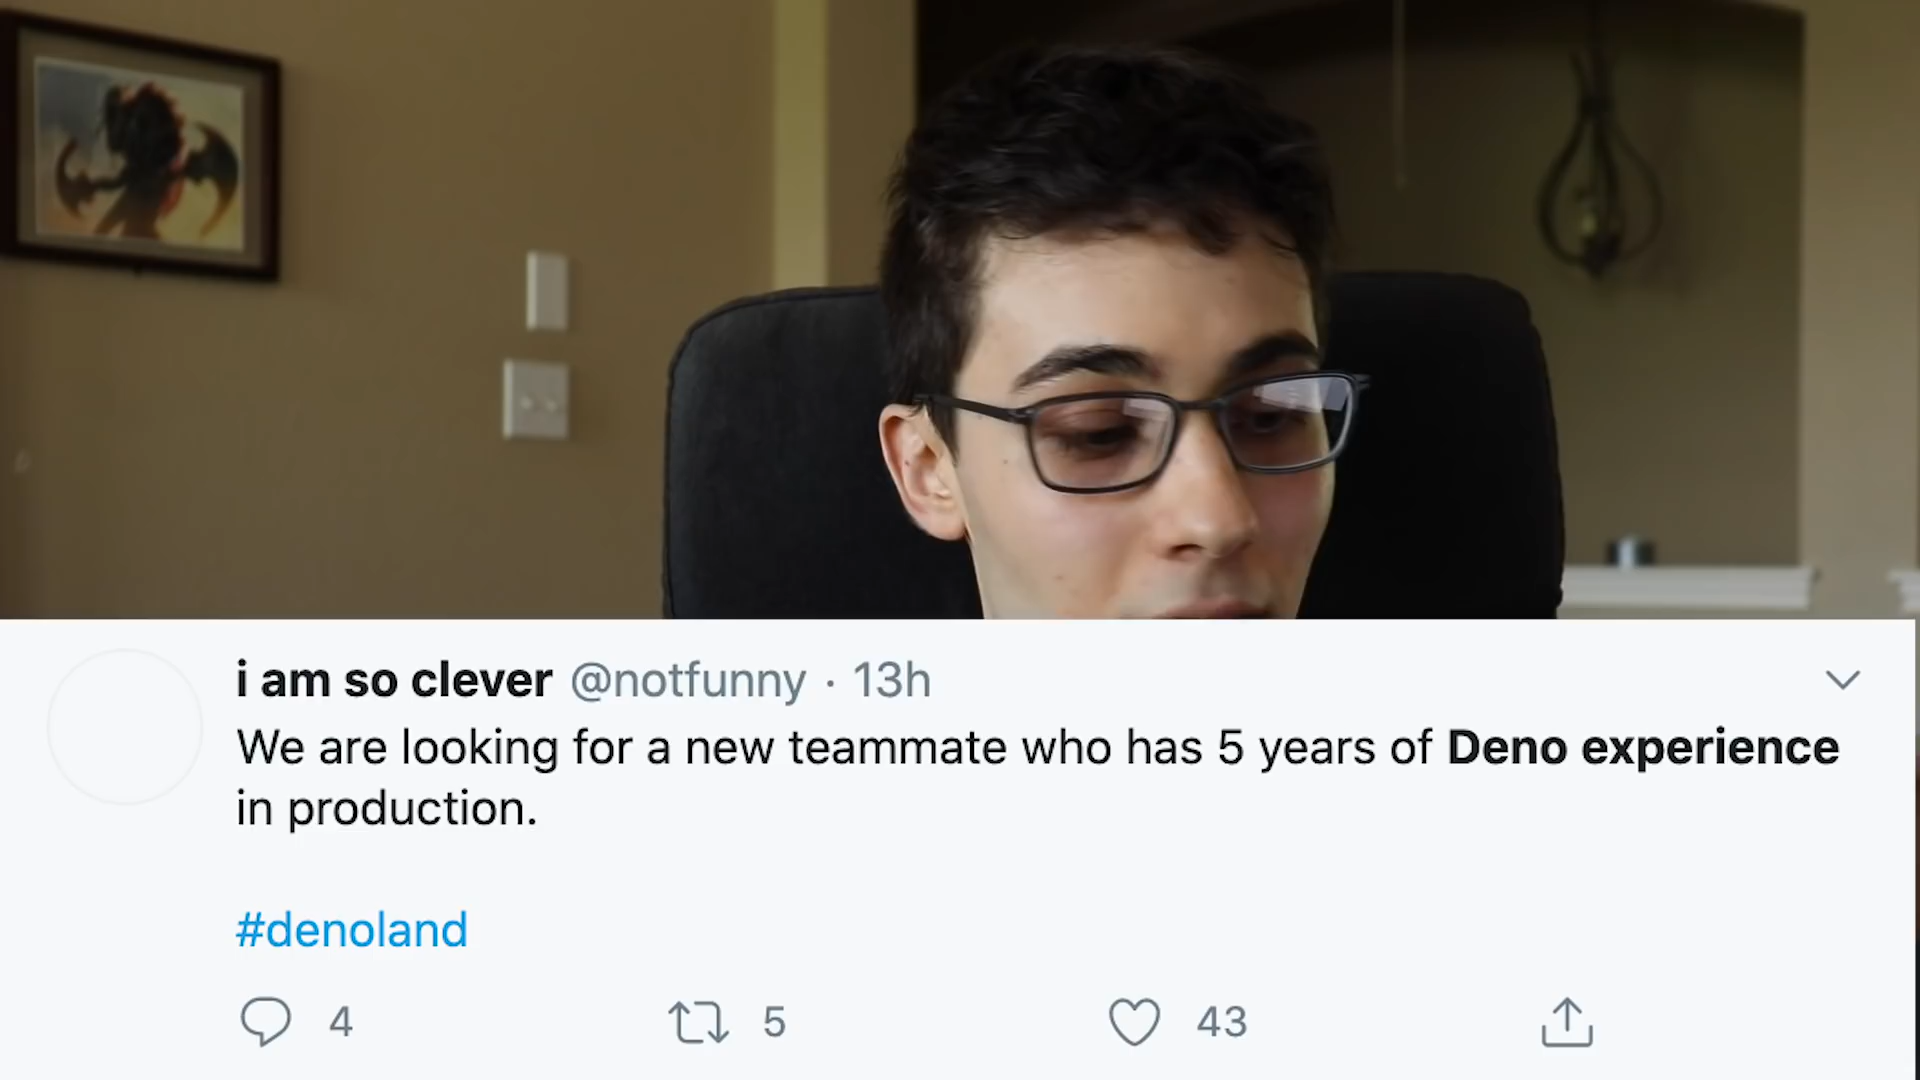 i am so clever @notfunny · 13h
We are looking for a new teammate who has 5 years of Deno experience
in production.
#denoland
4 5 43